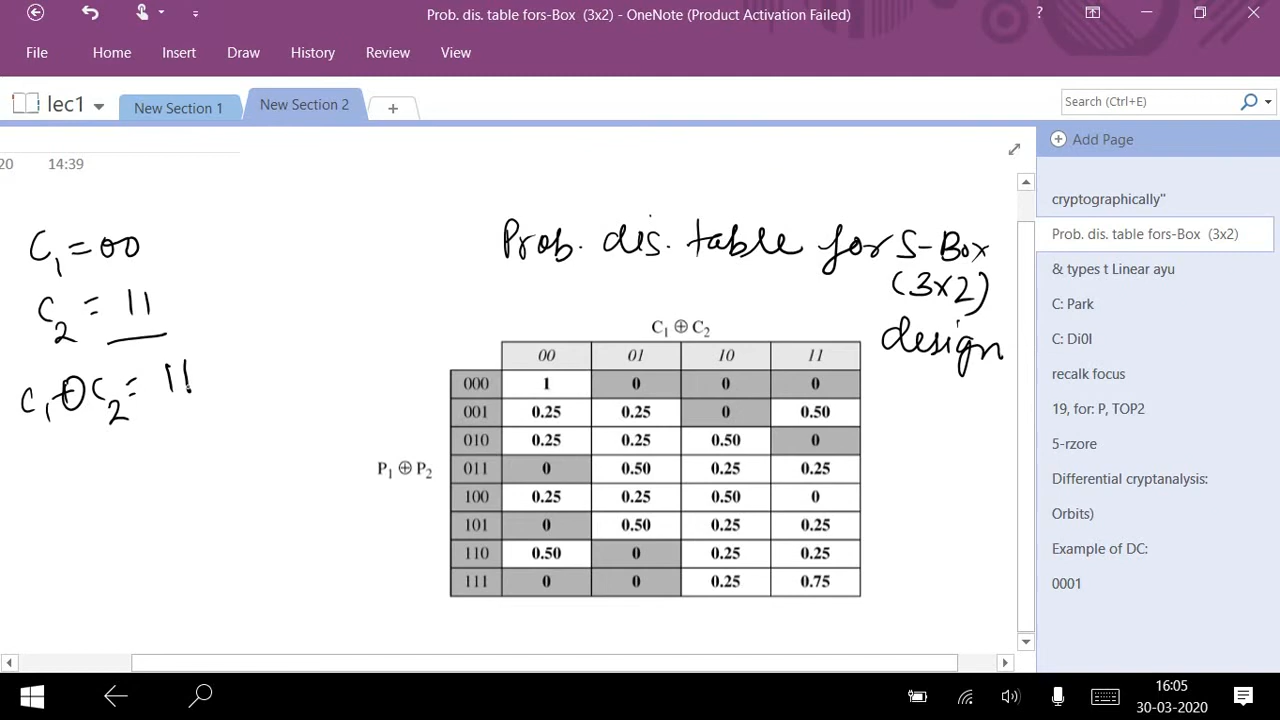 Prob. dis. table fors-Box (3x2) - OneNote (Product Activation Failed)
?
File Home Insert Draw History Review View
lec1 New Section 1 New Section 2 +
Search (Ctrl+E)
20 14:39
Add Page
cryptographically"
Prob. dis. table fors-Box (3x2)
& types t Linear ayu
C: Park
C: Di0I
recalk focus
19, for: P, TOP2
5-rzore
Differential cryptanalysis:
Orbits)
Example of DC:
0001
C1 = 00
C2 = 11
C1 ⊕ C2 = 11
Prob. dis. table for S-Box
(3x2)
design
C1 ⊕ C2
00 01 10 11
000 1 0 0 0
001 0.25 0.25 0 0.50
010 0.25 0.25 0.50 0
P1 ⊕ P2 011 0 0.50 0.25 0.25
100 0.25 0.25 0.50 0
101 0 0.50 0.25 0.25
110 0.50 0 0.25 0.25
111 0 0 0.25 0.75
16:05
30-03-2020